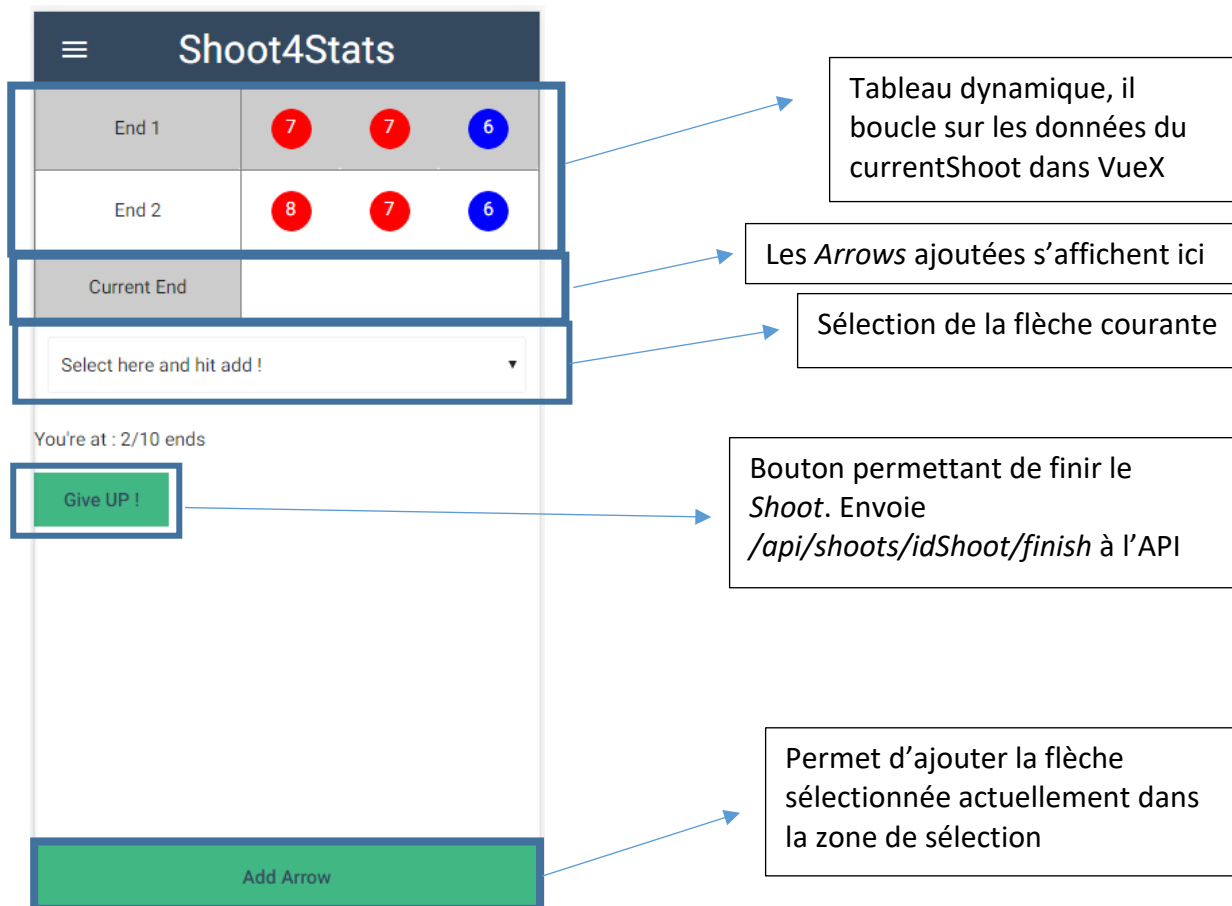 ☰ Shoot4Stats
End 1 7 7 6
End 2 8 7 6
Current End
Select here and hit add !
You're at : 2/10 ends
Give UP !
Add Arrow
Tableau dynamique, il
boucle sur les données du
currentShoot dans VueX
Les Arrows ajoutées s’affichent ici
Sélection de la flèche courante
Bouton permettant de finir le
Shoot. Envoie
/api/shoots/idShoot/finish à l’API
Permet d’ajouter la flèche
sélectionnée actuellement dans
la zone de sélection